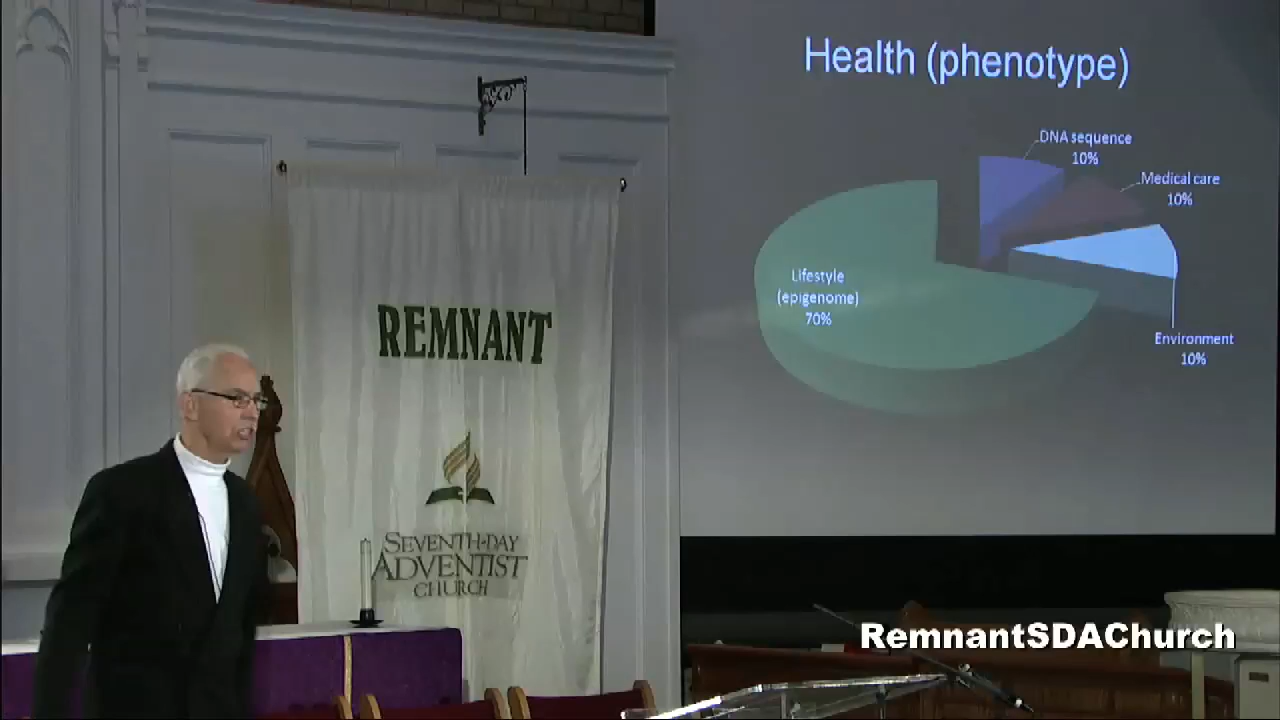 Health (phenotype)
DNA sequence
10%
Medical care
10%
Lifestyle
(epigenome)
70%
Environment
10%
REMNANT
SEVENTH-DAY
ADVENTIST
CHURCH
RemnantSDAChurch